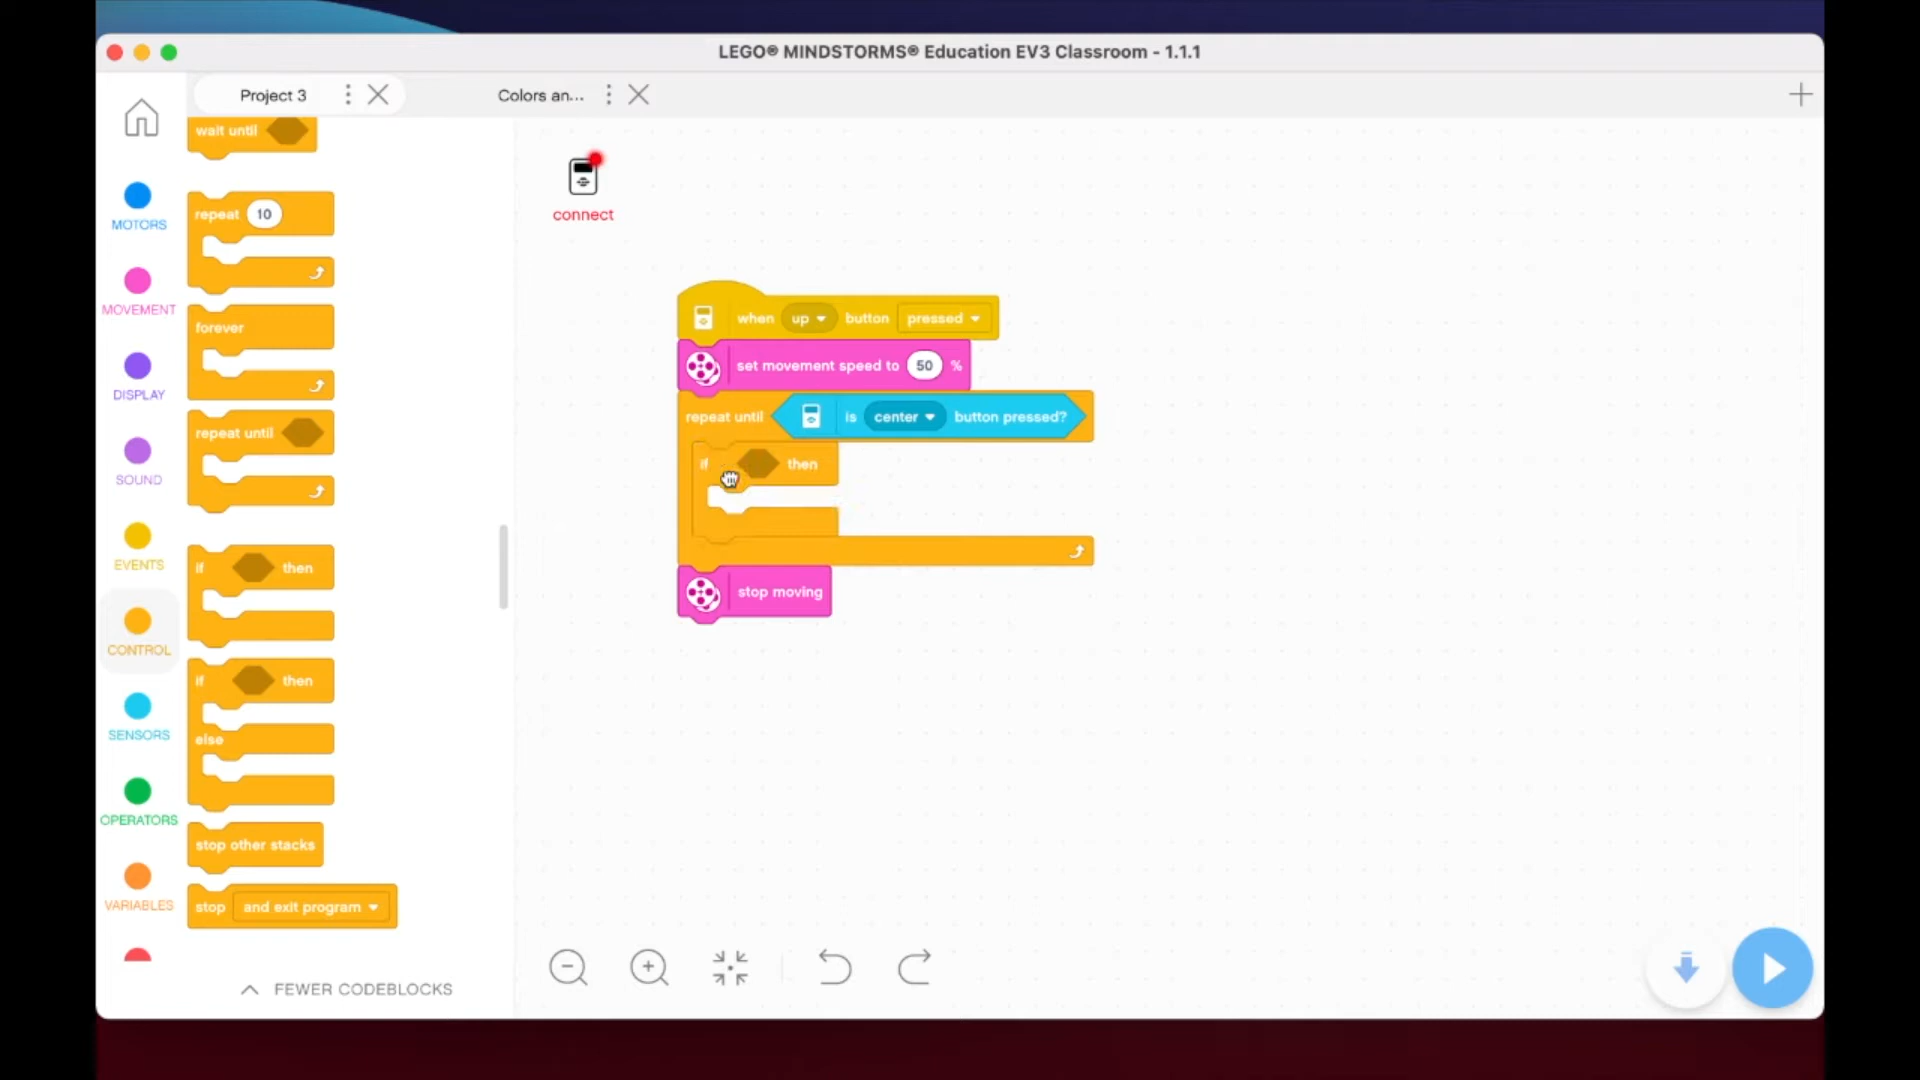 LEGO® MINDSTORMS® Education EV3 Classroom - 1.1.1
Project 3
Colors an...
MOTORS
MOVEMENT
DISPLAY
SOUND
EVENTS
CONTROL
SENSORS
OPERATORS
VARIABLES
wait until
repeat 10
forever
repeat until
if then
if then
else
stop other stacks
stop and exit program
FEWER CODEBLOCKS
connect
when up button pressed
set movement speed to 50 %
repeat until is center button pressed?
if then
stop moving